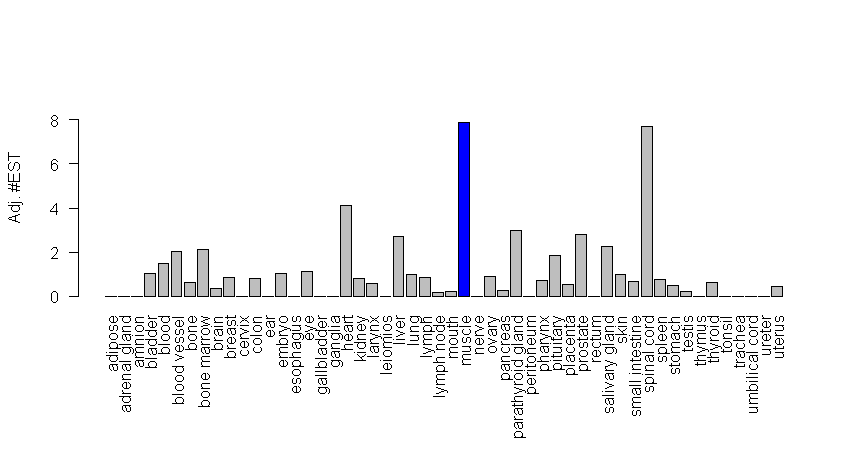 Adj. #EST
8
6
4
2
0
adipose
adrenal gland
amnion
bladder
blood
blood vessel
bone
bone marrow
brain
breast
cervix
colon
ear
embryo
esophagus
eye
gallbladder
ganglia
heart
kidney
larynx
leiomios
liver
lung
lymph
lymph node
mouth
muscle
nerve
ovary
pancreas
parathyroid gland
peritoneum
pharynx
pituitary
placenta
prostate
rectum
salivary gland
skin
small intestine
spinal cord
spleen
stomach
testis
thymus
thyroid
tonsil
trachea
umbilical cord
ureter
uterus